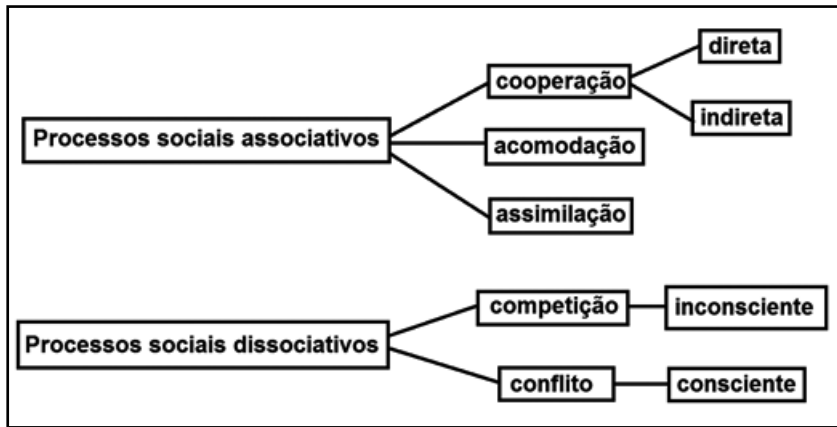 Processos sociais associativos
cooperação
direta
indireta
acomodação
assimilação
Processos sociais dissociativos
competição
inconsciente
conflito
consciente